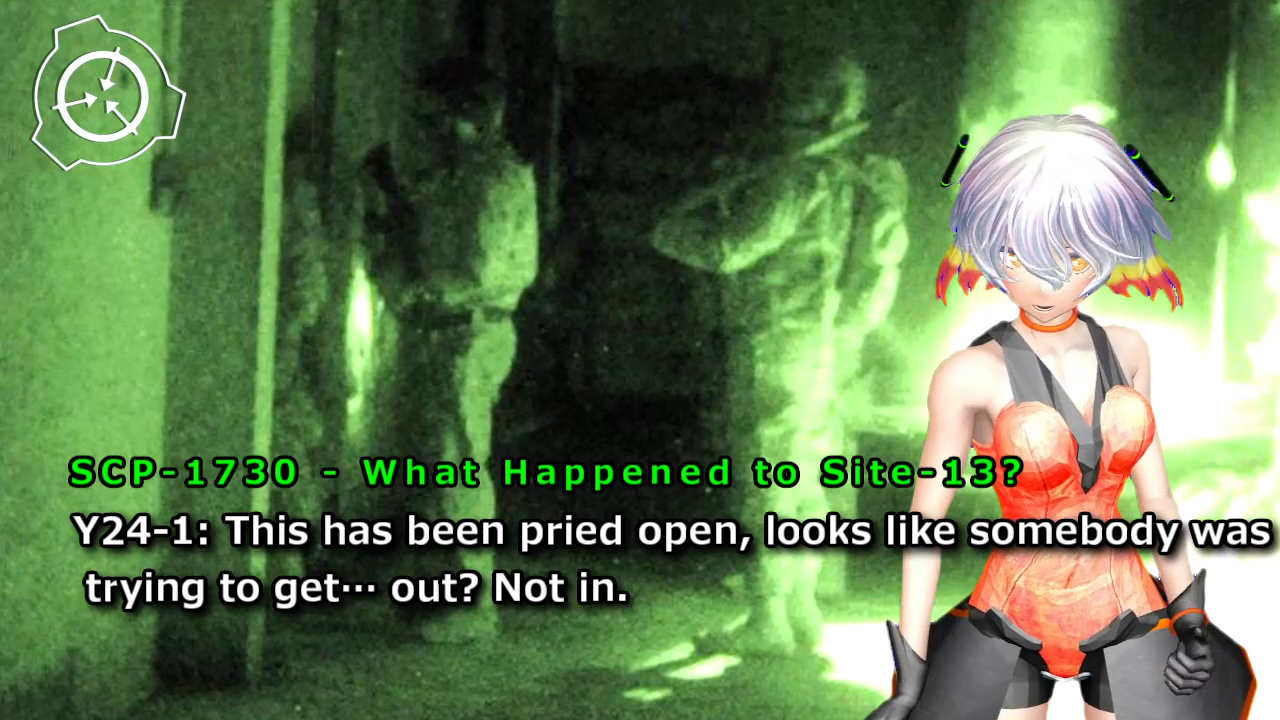 SCP-1730 - What Happened to Site-13?
Y24-1: This has been pried open, looks like somebody was
trying to get… out? Not in.